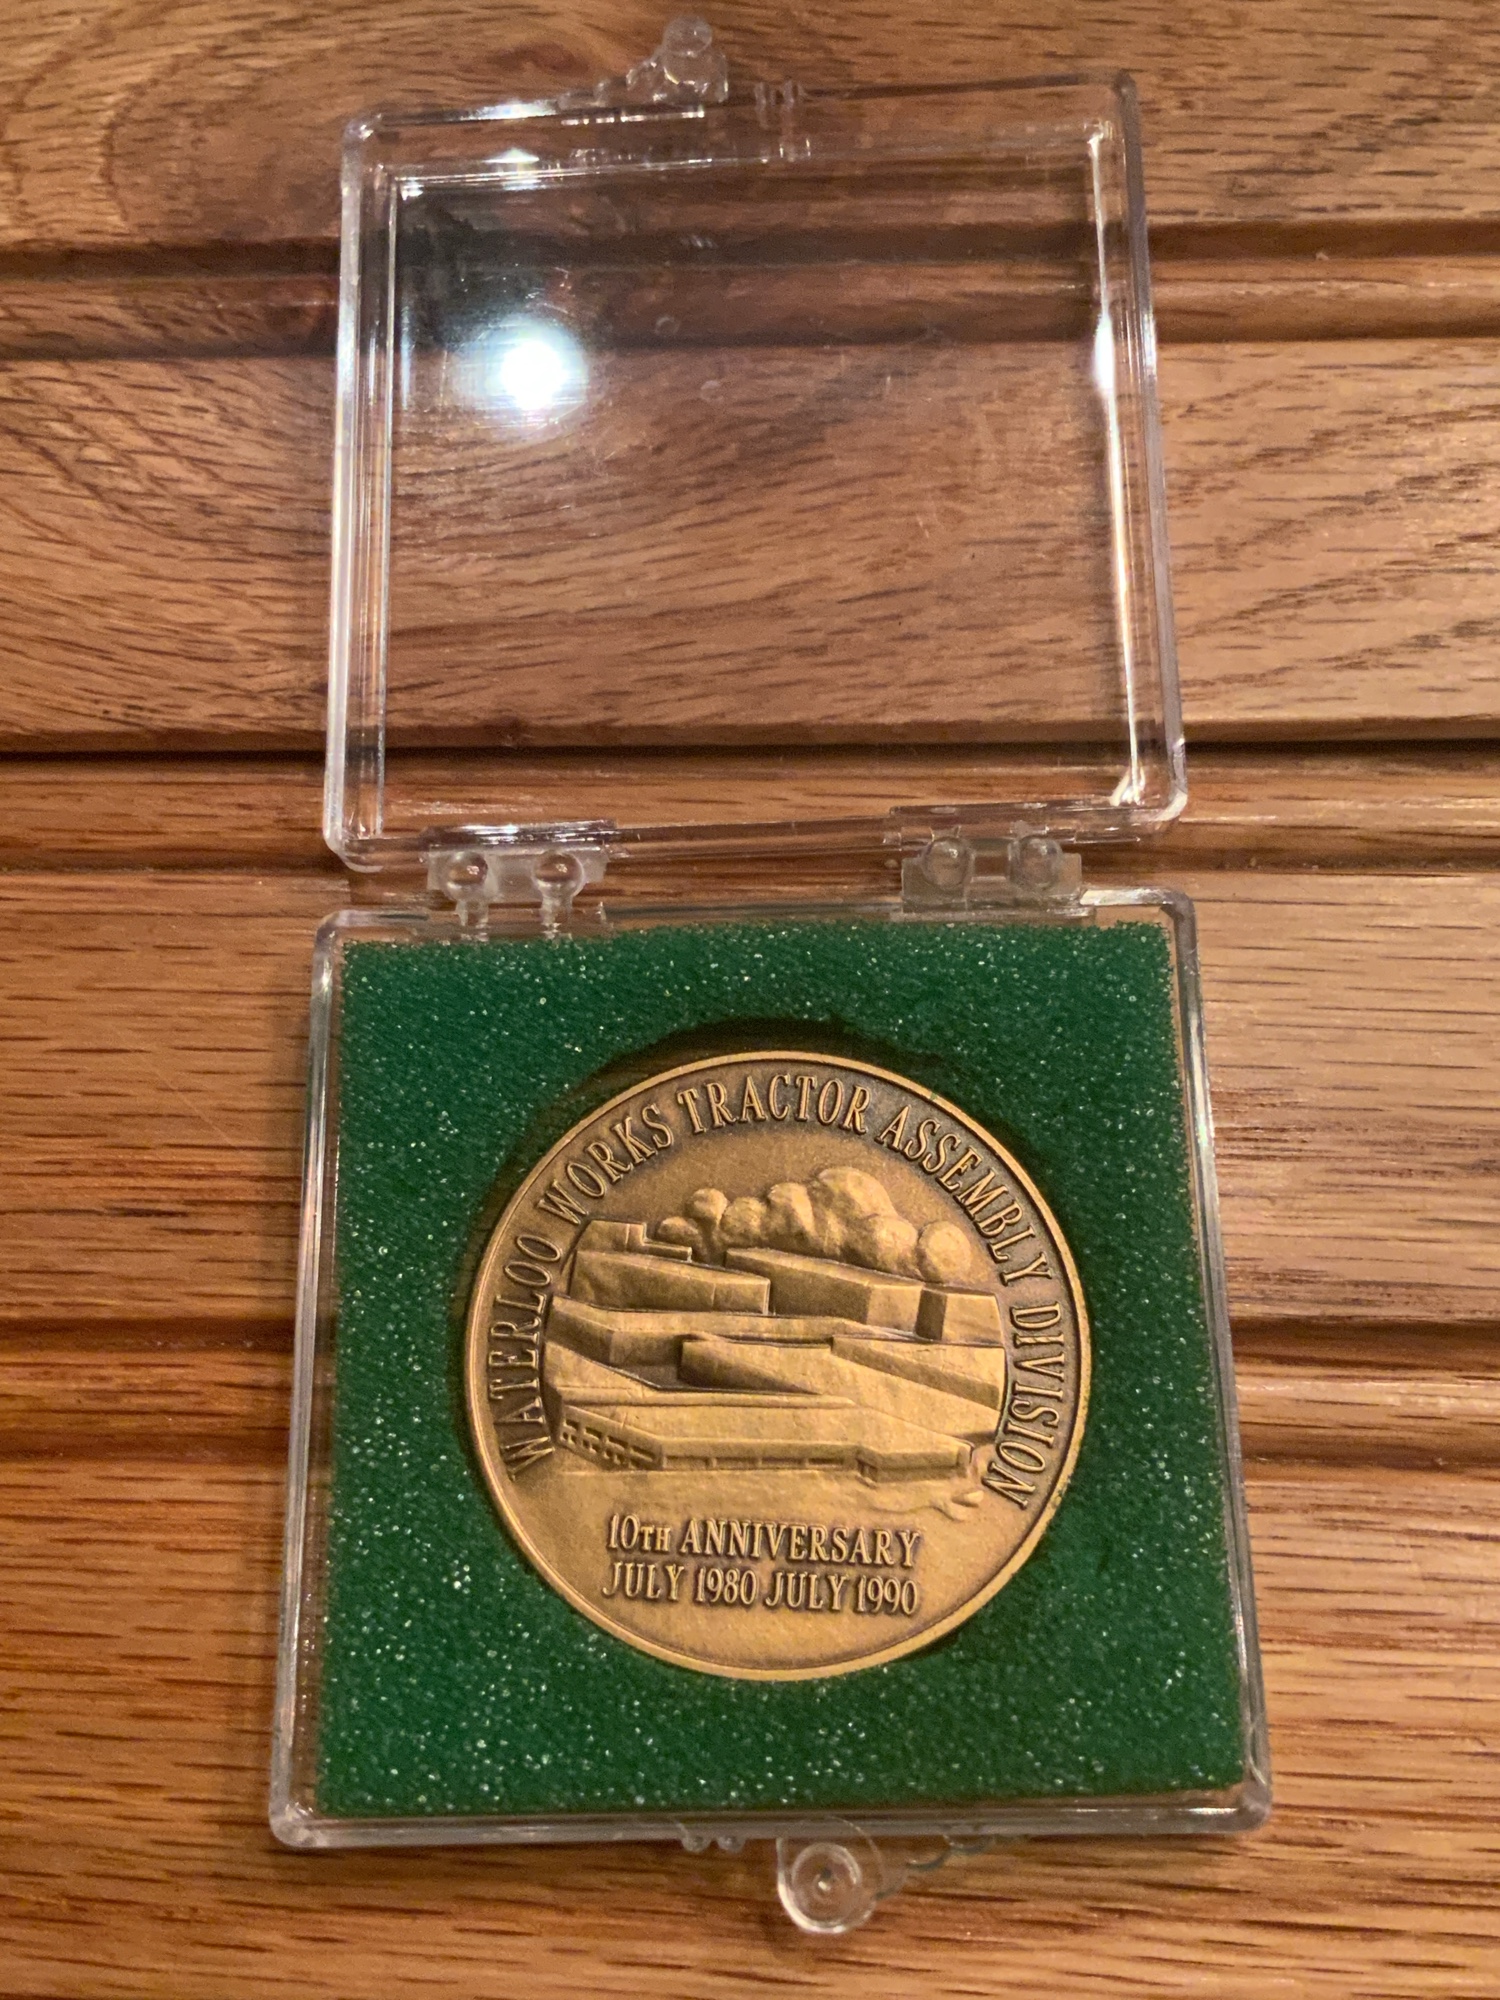 WATERLOO WORKS TRACTOR ASSEMBLY DIVISION
10TH ANNIVERSARY
JULY 1980 JULY 1990